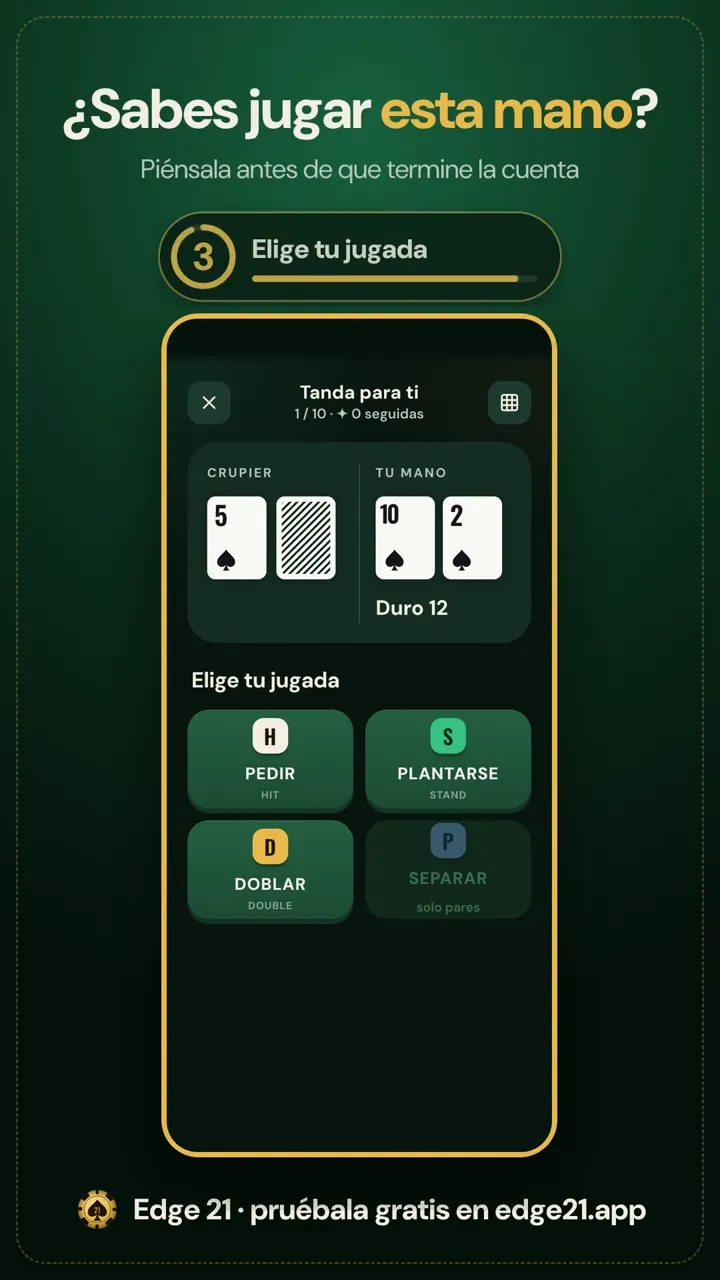 ¿Sabes jugar esta mano?
Piénsala antes de que termine la cuenta
3
Elige tu jugada
Tanda para ti
1 / 10 · ✦ 0 seguidas
CRUPIER
TU MANO
5
10
2
Duro 12
Elige tu jugada
H
PEDIR
HIT
S
PLANTARSE
STAND
D
DOBLAR
DOUBLE
P
SEPARAR
solo pares
21
Edge 21 · pruébala gratis en edge21.app